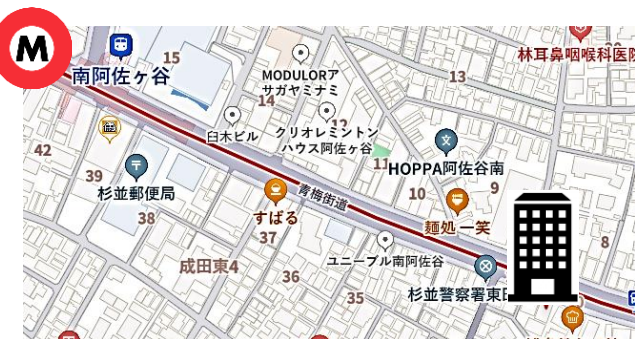 M
南阿佐ケ谷
15
MODULORア
サガヤミナミ
13
林耳鼻咽喉科医院
14
臼木ビル
クリオレミントン
ハウス阿佐ヶ谷
12
42
39
杉並郵便局
38
すばる
37
青梅街道
11
HOPPA阿佐谷南
文
10
9
麺処 一笑
8
成田東4
36
35
ユニーブル南阿佐谷
杉並警察署東田